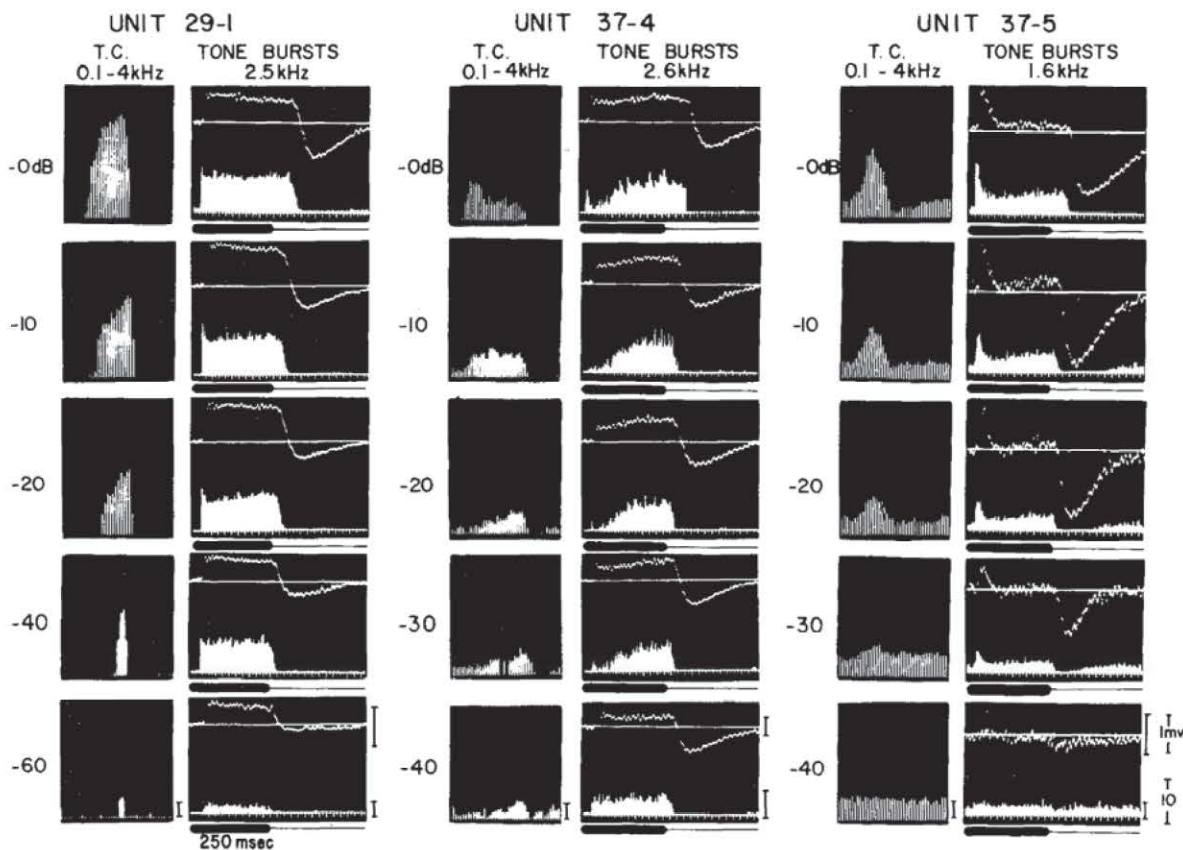 UNIT 29-1 UNIT 37-4 UNIT 37-5
T.C. TONE BURSTS T.C. TONE BURSTS T.C. TONE BURSTS
0.1-4kHz 2.5kHz 0.1-4kHz 2.6kHz 0.1-4kHz 1.6kHz
-0dB -0dB -0dB
-10 -10 -10
-20 -20 -20
-40 -30 -30
-60 -40 -40
1mv
10
250 msec